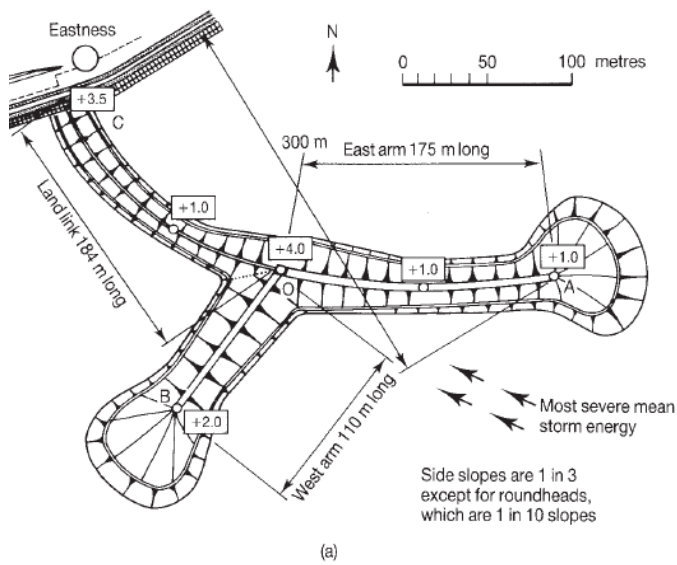 Eastness
N
0 50 100 metres
+3.5
C
300 m
East arm 175 m long
Land link 184 m long
+1.0
+4.0
+1.0
+1.0
O
A
B
+2.0
West arm 110 m long
Most severe mean
storm energy
Side slopes are 1 in 3
except for roundheads,
which are 1 in 10 slopes
(a)